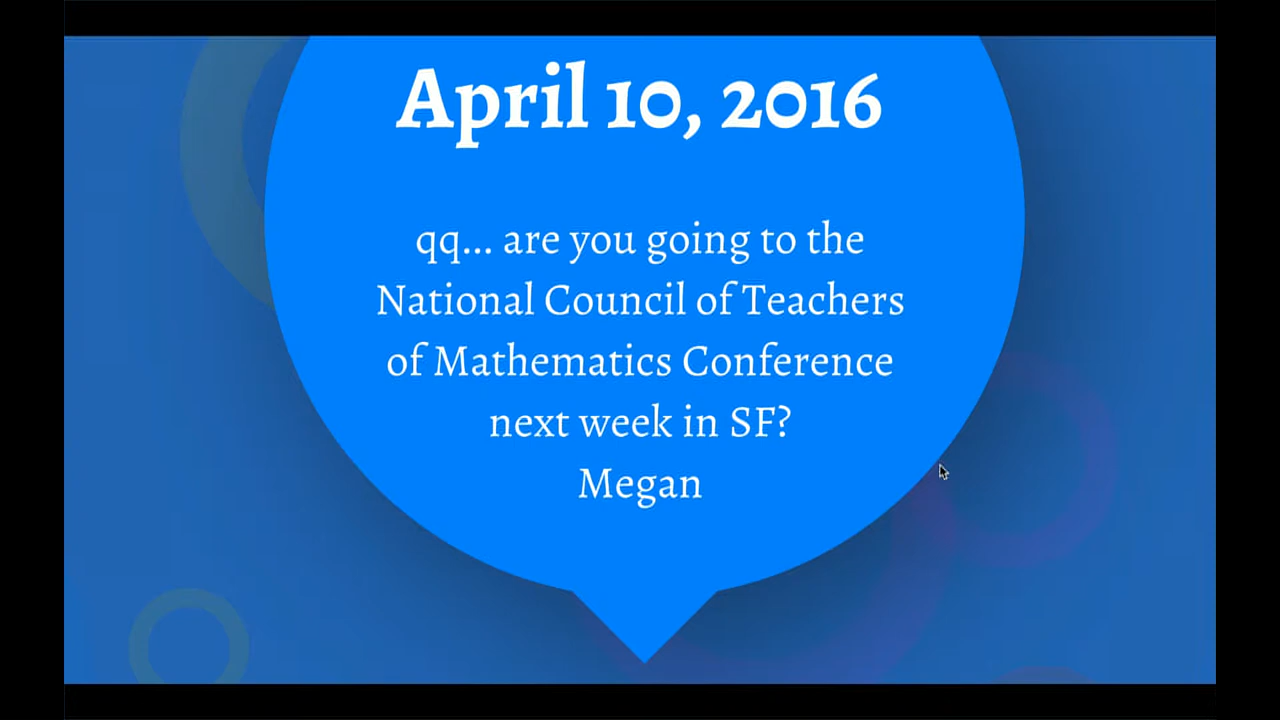 April 10, 2016
qq... are you going to the
National Council of Teachers
of Mathematics Conference
next week in SF?
Megan